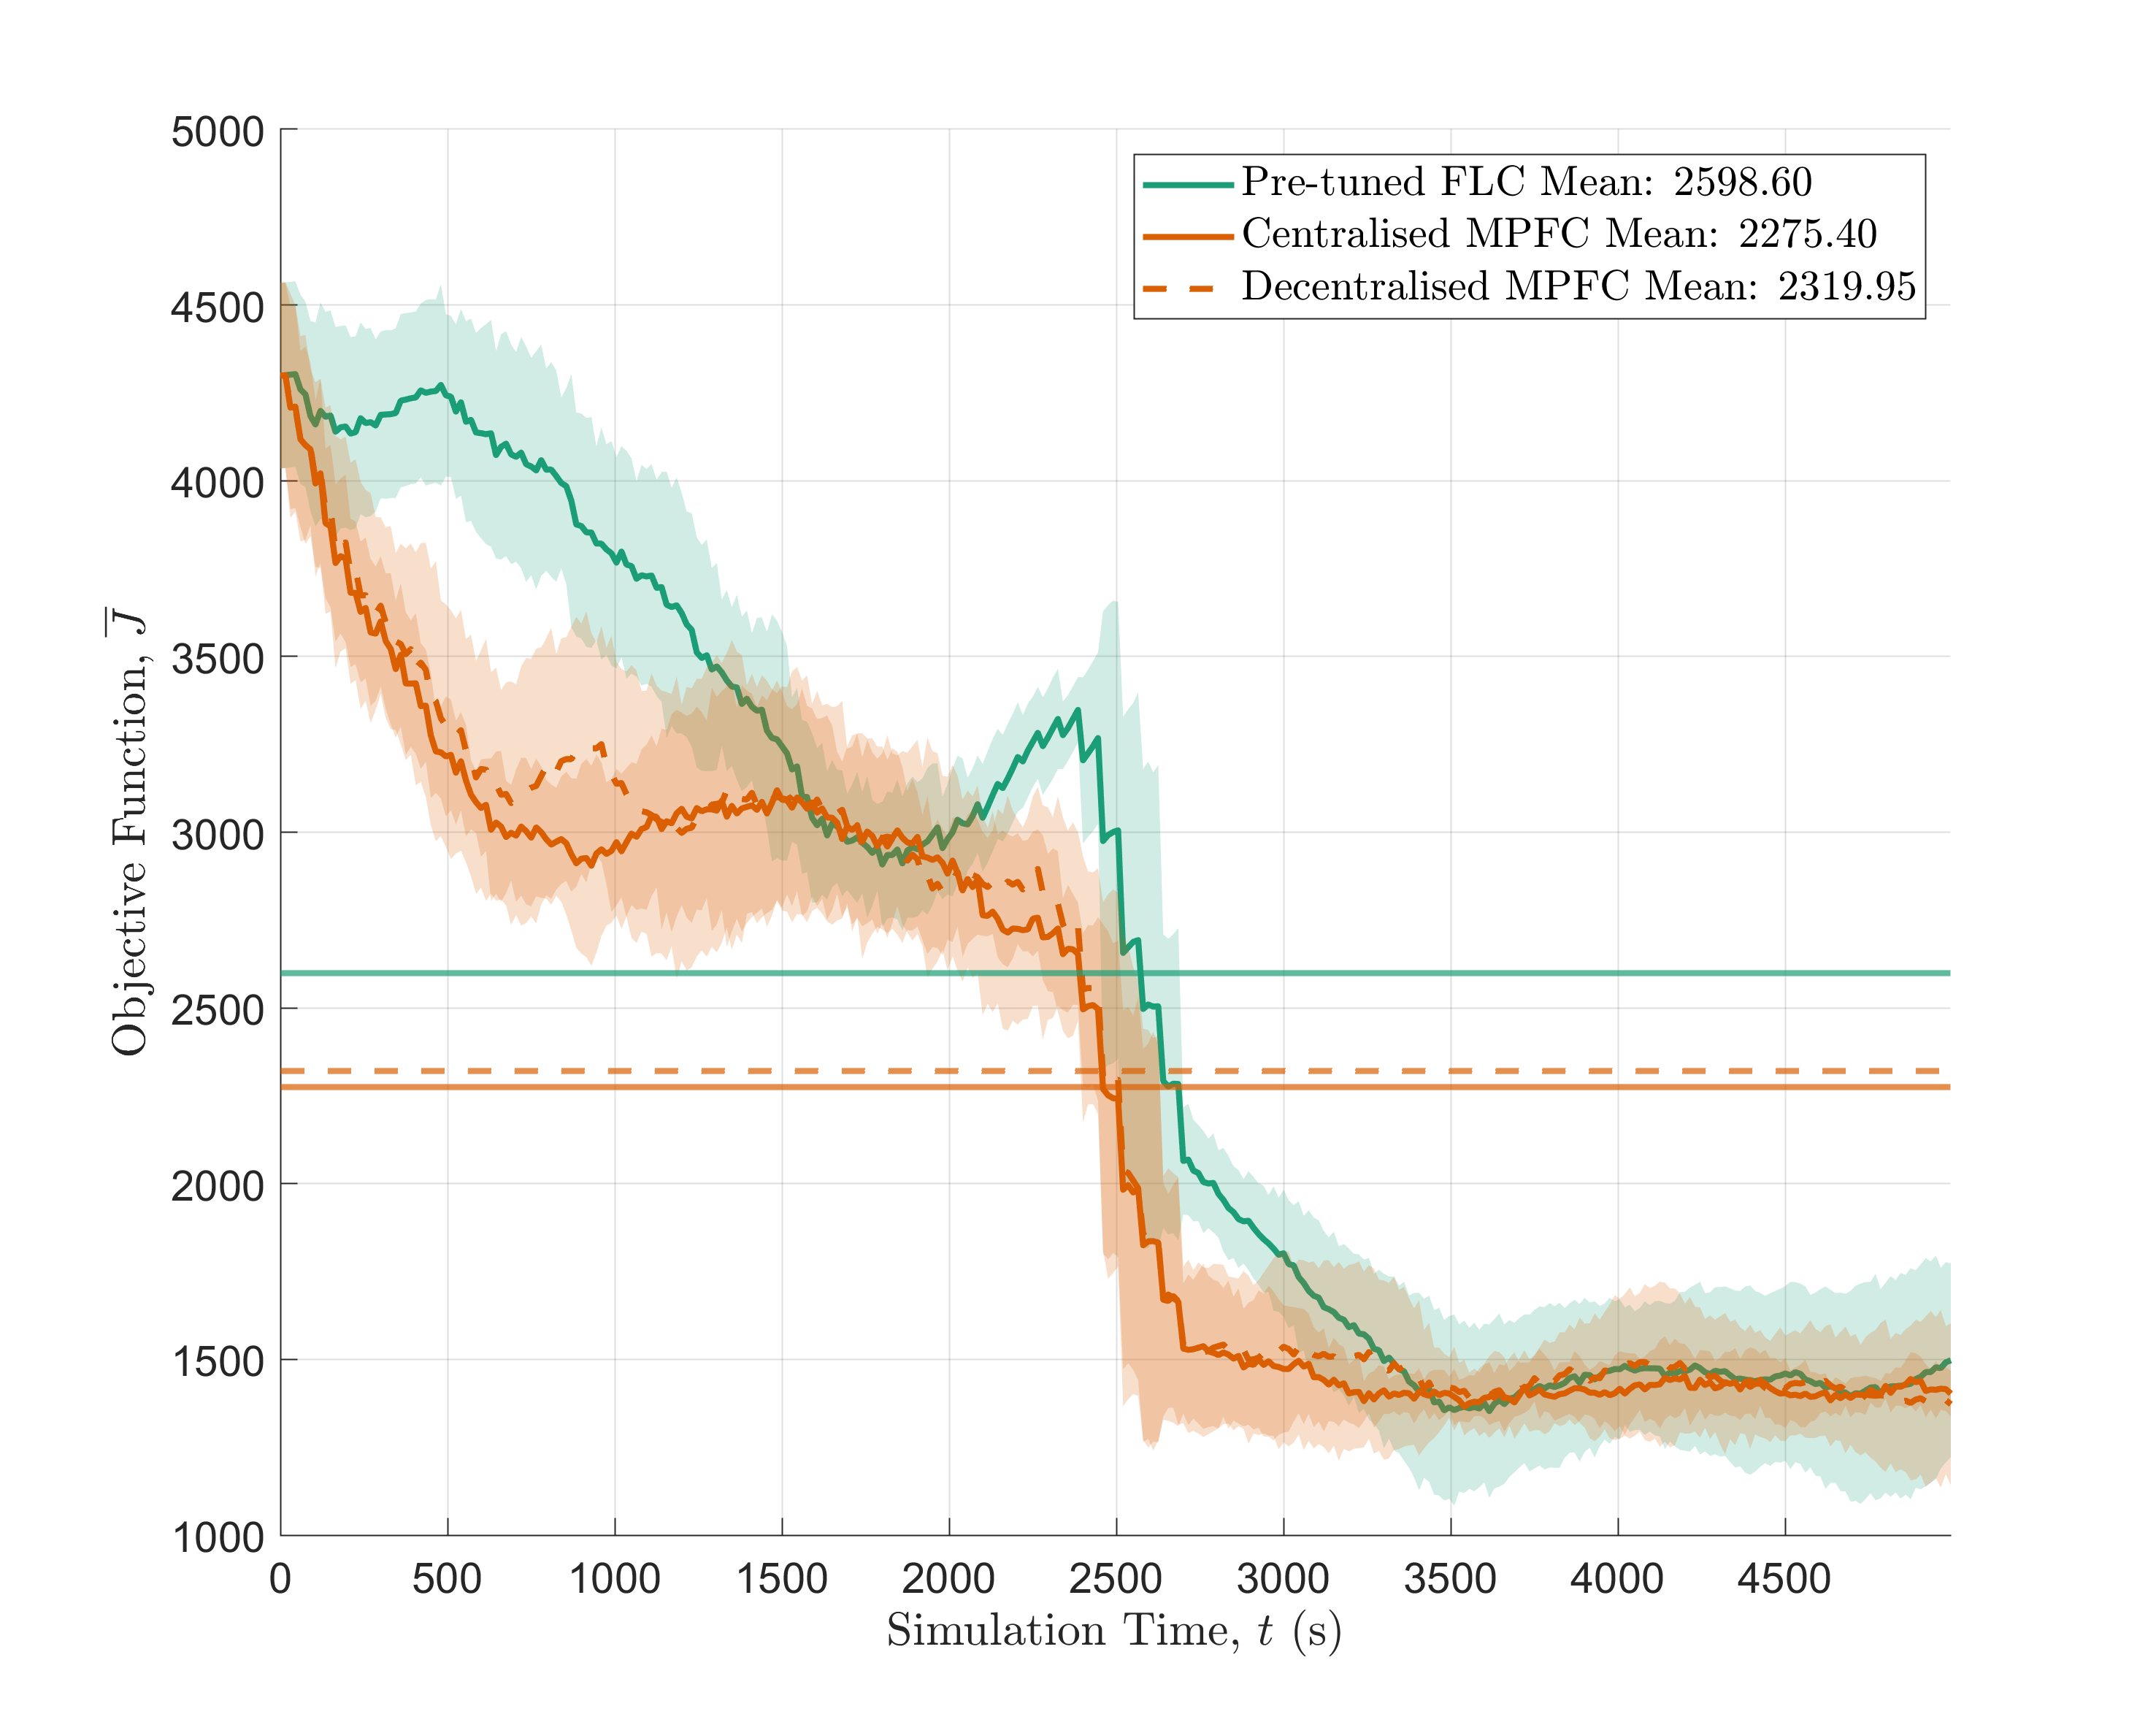 5000
4500
4000
3500
3000
2500
2000
1500
1000
Objective Function, J̅
Pre-tuned FLC Mean: 2598.60
Centralised MPFC Mean: 2275.40
Decentralised MPFC Mean: 2319.95
0 500 1000 1500 2000 2500 3000 3500 4000 4500
Simulation Time, t (s)